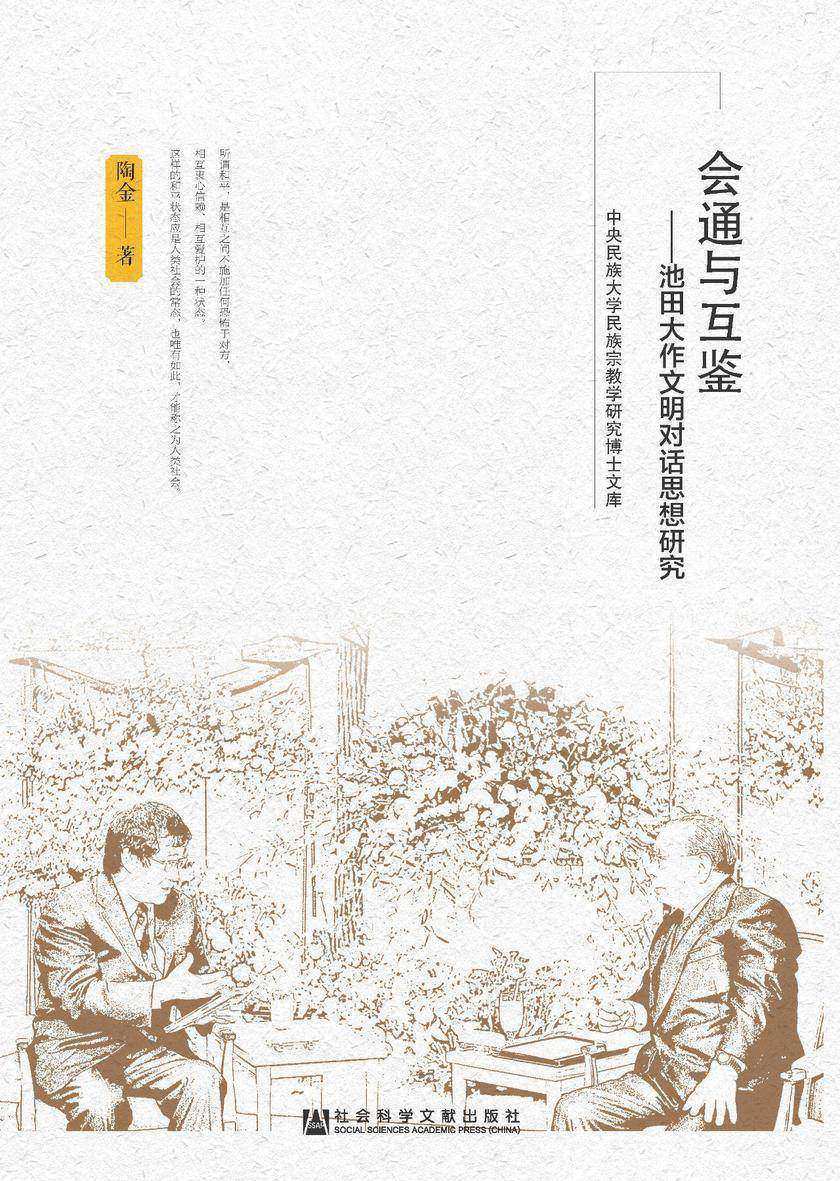 会通与互鉴
——池田大作文明对话思想研究
中央民族大学民族宗教学研究博士文库
所谓和平，是相互之间不施加任何恐怖于对方，
相互衷心信赖、相互爱护的一种状态。
这样的和平状态应是人类社会的常态，也唯有如此，才能称之为人类社会。
陶金——著
SSAP
社会科学文献出版社
SOCIAL SCIENCES ACADEMIC PRESS (CHINA)